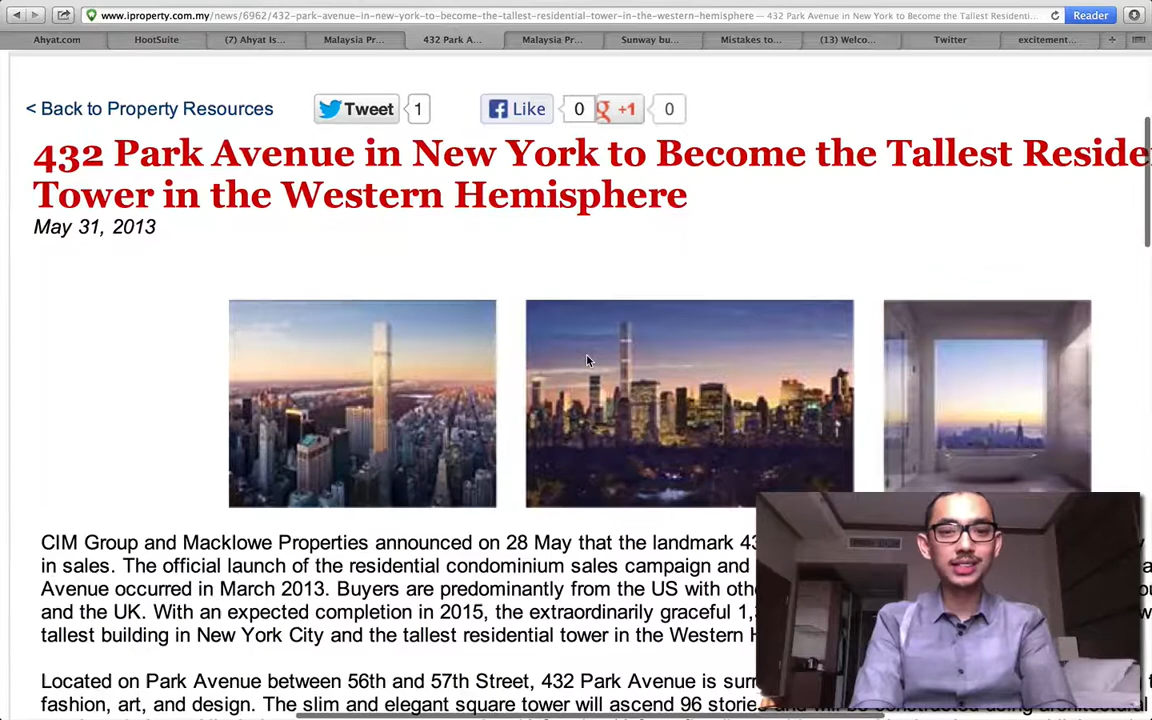 www.iproperty.com.my/news/6962/432-park-avenue-in-new-york-to-become-the-tallest-residential-tower-in-the-western-hemisphere — 432 Park Avenue in New York to Become the Tallest Residenti...
Reader
Ahyat.com
HootSuite
(7) Ahyat Is...
Malaysia Pr...
432 Park A...
Malaysia Pr...
Sunway bu...
Mistakes to...
(13) Welco...
Twitter
excitement...
< Back to Property Resources
Tweet
1
Like
0
+1
0
432 Park Avenue in New York to Become the Tallest Reside
Tower in the Western Hemisphere
May 31, 2013
CIM Group and Macklowe Properties announced on 28 May that the landmark 43
in sales. The official launch of the residential condominium sales campaign and
Avenue occurred in March 2013. Buyers are predominantly from the US with othe
and the UK. With an expected completion in 2015, the extraordinarily graceful 1,
tallest building in New York City and the tallest residential tower in the Western H
Located on Park Avenue between 56th and 57th Street, 432 Park Avenue is surr
fashion, art, and design. The slim and elegant square tower will ascend 96 stories and will be constructed using architectural